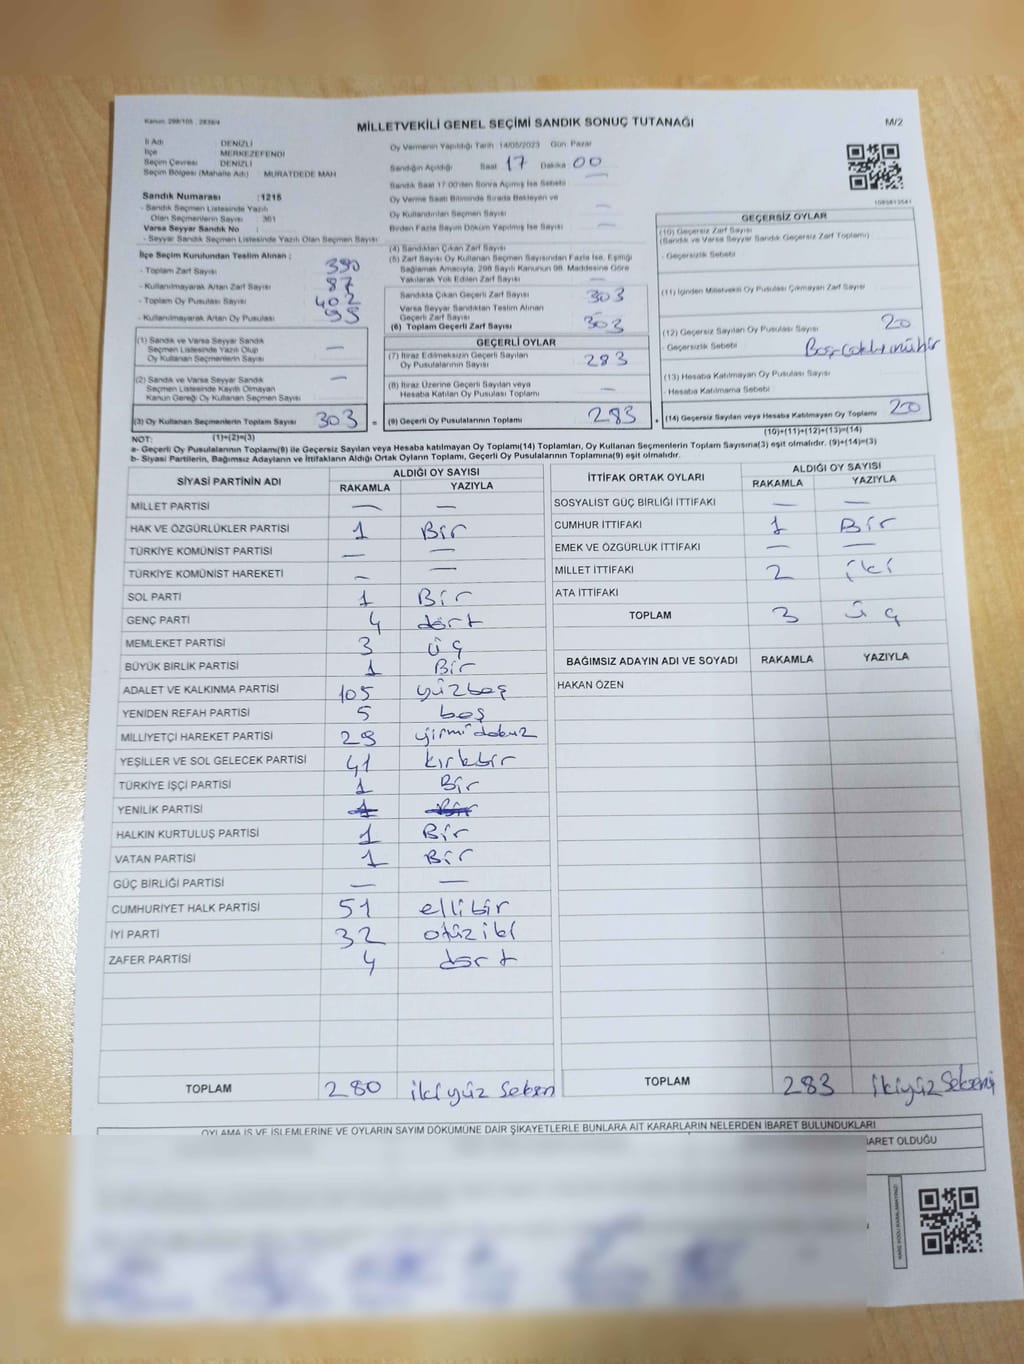 Kanun: 298/105 , 2839/4
MİLLETVEKİLİ GENEL SEÇİMİ SANDIK SONUÇ TUTANAĞI
M/2
İl Adı : DENİZLİ
İlçe : MERKEZEFENDİ
Seçim Çevresi : DENİZLİ
Seçim Bölgesi (Mahalle Adı) : MURATDEDE MAH
Sandık Numarası : 1215
- Sandık Seçmen Listesinde Yazılı
Olan Seçmenlerin Sayısı : 361
Varsa Seyyar Sandık No :
- Seyyar Sandık Seçmen Listesinde Yazılı Olan Seçmen Sayısı :
İlçe Seçim Kurulundan Teslim Alınan ;
- Toplam Zarf Sayısı 390
- Kullanılmayarak Artan Zarf Sayısı 87
- Toplam Oy Pusulası Sayısı 402
- Kullanılmayarak Artan Oy Pusulası 95
(1) Sandık ve Varsa Seyyar Sandık
Seçmen Listesinde Yazılı Olup
Oy Kullanan Seçmenlerin Sayısı —
(2) Sandık ve Varsa Seyyar Sandık
Seçmen Listesinde Kayıtlı Olmayan
Kanun Gereği Oy Kullanan Seçmen Sayısı —
(3) Oy Kullanan Seçmenlerin Toplam Sayısı 303
Oy Vermenin Yapıldığı Tarih 14/05/2023 Gün: Pazar
Sandığın Açıldığı Saat 17 Dakika 00
Sandık Saat 17:00'den Sonra Açılmış İse Sebebi —
Oy Verme Saati Bitiminde Sırada Bekleyen ve
Oy Kullandırılan Seçmen Sayısı —
Birden Fazla Sayım Döküm Yapılmış İse Sayısı —
(4) Sandıktan Çıkan Zarf Sayısı
(5) Zarf Sayısı Oy Kullanan Seçmen Sayısından Fazla İse, Eşitliği
Sağlamak Amacıyla, 298 Sayılı Kanunun 98. Maddesine Göre
Yakılarak Yok Edilen Zarf Sayısı —
Sandıkta Çıkan Geçerli Zarf Sayısı 303
Varsa Seyyar Sandıktan Teslim Alınan
Geçerli Zarf Sayısı
(6) Toplam Geçerli Zarf Sayısı 303
GEÇERLİ OYLAR
(7) İtiraz Edilmeksizin Geçerli Sayılan
Oy Pusulalarının Sayısı 283
(8) İtiraz Üzerine Geçerli Sayılan veya
Hesaba Katılan Oy Pusulası Toplamı —
= (9) Geçerli Oy Pusulalarının Toplamı 283
GEÇERSİZ OYLAR
(10) Geçersiz Zarf Sayısı
(Sandık ve Varsa Seyyar Sandık Geçersiz Zarf Toplamı)
- Geçersizlik Sebebi
(11) İçinden Milletvekili Oy Pusulası Çıkmayan Zarf Sayısı
(12) Geçersiz Sayılan Oy Pusulası Sayısı 20
- Geçersizlik Sebebi
(13) Hesaba Katılmayan Oy Pusulası Sayısı
- Hesaba Katılmama Sebebi
+ (14) Geçersiz Sayılan veya Hesaba Katılmayan Oy Toplamı 20
NOT: (1)+(2)=(3) (10)+(11)+(12)+(13)=(14)
a- Geçerli Oy Pusulalarının Toplamı(9) ile Geçersiz Sayılan veya Hesaba katılmayan Oy Toplamı(14) Toplamları, Oy Kullanan Seçmenlerin Toplam Sayısına(3) eşit olmalıdır. (9)+(14)=(3)
b- Siyasi Partilerin, Bağımsız Adayların ve İttifakların Aldığı Ortak Oyların Toplamı, Geçerli Oy Pusulalarının Toplamına(9) eşit olmalıdır.
SİYASİ PARTİNİN ADI ALDIĞI OY SAYISI
RAKAMLA YAZIYLA
MİLLET PARTİSİ — —
HAK VE ÖZGÜRLÜKLER PARTİSİ 1 Bir
TÜRKİYE KOMÜNİST PARTİSİ — —
TÜRKİYE KOMÜNİST HAREKETİ — —
SOL PARTİ 1 Bir
GENÇ PARTİ 4 dört
MEMLEKET PARTİSİ 3 üç
BÜYÜK BİRLİK PARTİSİ 1 Bir
ADALET VE KALKINMA PARTİSİ 105 yüzbeş
YENİDEN REFAH PARTİSİ 5 beş
MİLLİYETÇİ HAREKET PARTİSİ 29 yirmidokuz
YEŞİLLER VE SOL GELECEK PARTİSİ 41 kırkbir
TÜRKİYE İŞÇİ PARTİSİ 1 Bir
YENİLİK PARTİSİ 1 Bir
HALKIN KURTULUŞ PARTİSİ 1 Bir
VATAN PARTİSİ 1 Bir
GÜÇ BİRLİĞİ PARTİSİ — —
CUMHURİYET HALK PARTİSİ 51 ellibir
İYİ PARTİ 32 otuziki
ZAFER PARTİSİ 4 dört
TOPLAM 280 ikiyüz seksen
İTTİFAK ORTAK OYLARI ALDIĞI OY SAYISI
RAKAMLA YAZIYLA
SOSYALİST GÜÇ BİRLİĞİ İTTİFAKI — —
CUMHUR İTTİFAKI 1 Bir
EMEK VE ÖZGÜRLÜK İTTİFAKI — —
MİLLET İTTİFAKI 2 iki
ATA İTTİFAKI
TOPLAM 3 üç
BAĞIMSIZ ADAYIN ADI VE SOYADI RAKAMLA YAZIYLA
HAKAN ÖZEN
TOPLAM 283
OYLAMA İŞ VE İŞLEMLERİNE VE OYLARIN SAYIM DÖKÜMÜNE DAİR ŞİKAYETLERLE BUNLARA AİT KARARLARIN NELERDEN İBARET BULUNDUKLARI
BARET OLDUĞU